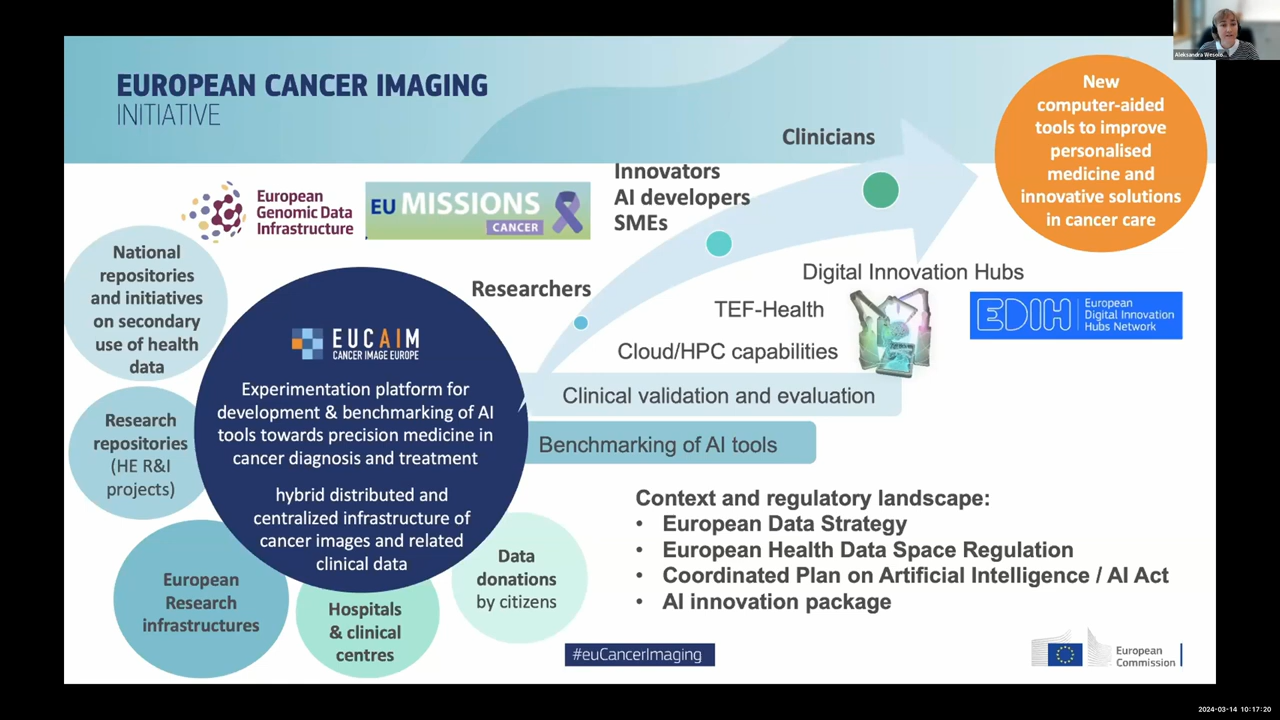 Aleksandra Wesoło...
EUROPEAN CANCER IMAGING
INITIATIVE
New
computer-aided
tools to improve
personalised
medicine and
innovative solutions
in cancer care
Clinicians
Innovators
AI developers
SMEs
European
Genomic Data
Infrastructure
EU MISSIONS
CANCER
National
repositories
and initiatives
on secondary
use of health
data
Researchers
Digital Innovation Hubs
TEF-Health
EDIH
European
Digital Innovation
Hubs Network
Cloud/HPC capabilities
Clinical validation and evaluation
Benchmarking of AI tools
EUCAIM
CANCER IMAGE EUROPE
Experimentation platform for
development & benchmarking of AI
tools towards precision medicine in
cancer diagnosis and treatment
hybrid distributed and
centralized infrastructure of
cancer images and related
clinical data
Research
repositories
(HE R&I
projects)
European
Research
infrastructures
Hospitals
& clinical
centres
Data
donations
by citizens
Context and regulatory landscape:
• European Data Strategy
• European Health Data Space Regulation
• Coordinated Plan on Artificial Intelligence / AI Act
• AI innovation package
#euCancerImaging
European
Commission
2024-03-14 10:17:20